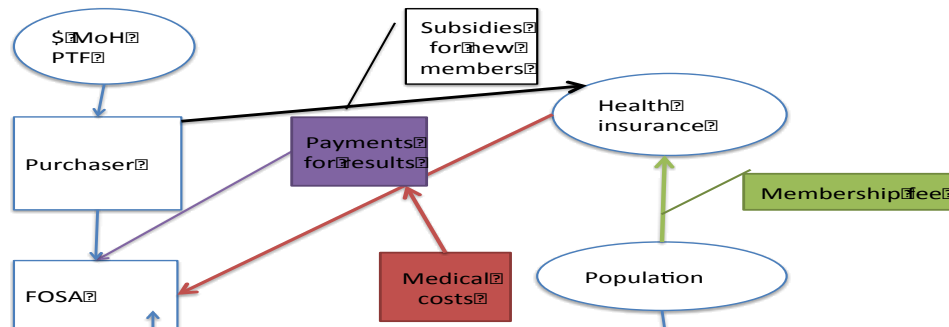 $ MoH
PTF
Subsidies
for new
members
Health
insurance
Purchaser
Payments
for results
Membership fee
FOSA
Medical
costs
Population